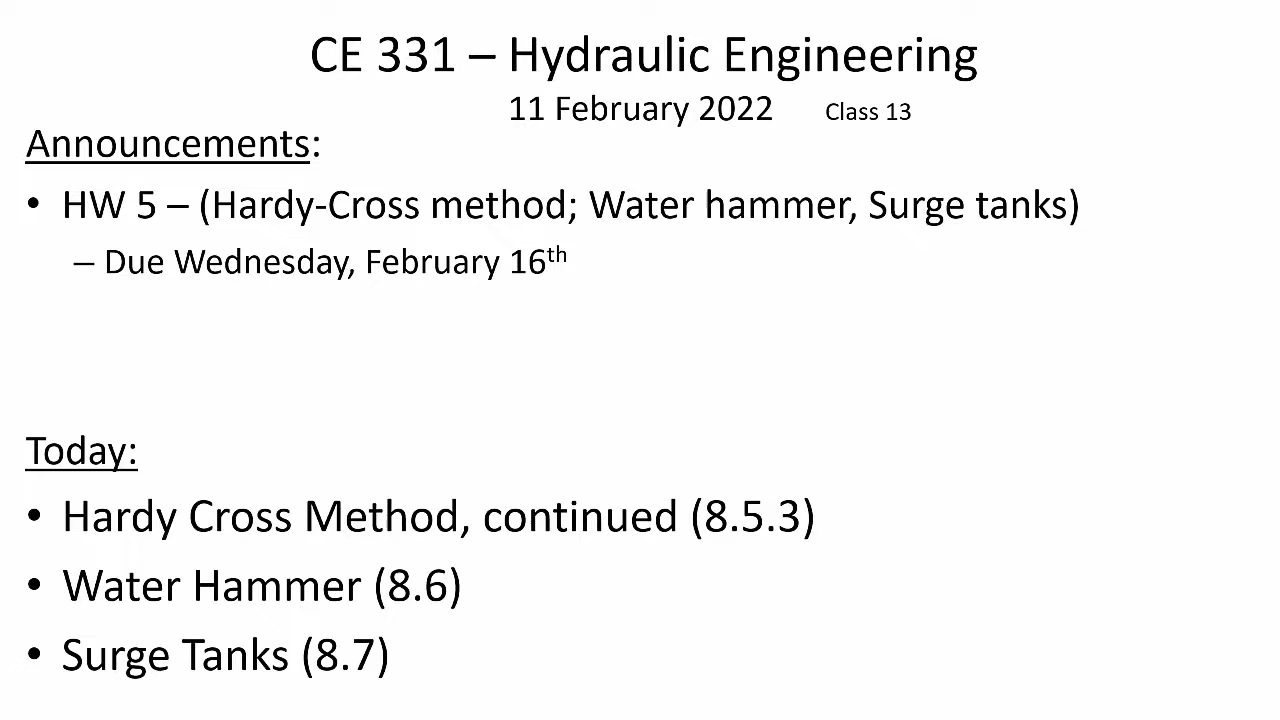 CE 331 – Hydraulic Engineering
11 February 2022 Class 13
Announcements:
• HW 5 – (Hardy-Cross method; Water hammer, Surge tanks)
– Due Wednesday, February 16th
Today:
• Hardy Cross Method, continued (8.5.3)
• Water Hammer (8.6)
• Surge Tanks (8.7)